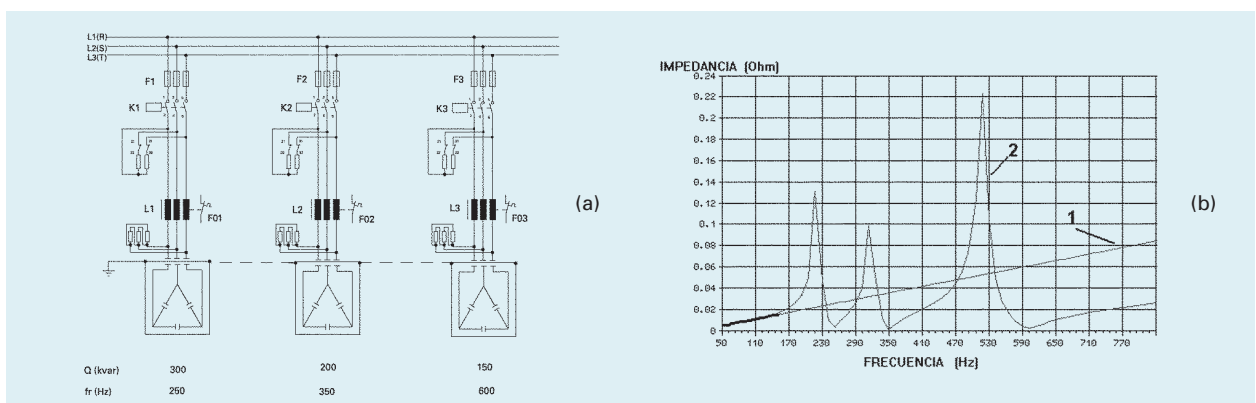 L1(R)
L2(S)
L3(T)
F1 F2 F3
K1 K2 K3
L1 F01 L2 F02 L3 F03
(a)
Q (kvar) 300 200 150
fr (Hz) 250 350 600
IMPEDANCIA (Ohm)
0.24
0.22
0.2
0.18
0.16
0.14
0.12
0.1
0.08
0.06
0.04
0.02
0
2
1
(b)
50 110 170 230 290 350 410 470 530 590 650 710 770
FRECUENCIA (Hz)